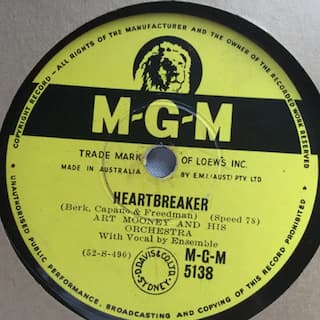 COPYRIGHT RECORD — ALL RIGHTS OF THE MANUFACTURER AND THE OWNER OF THE RECORDED WORK RESERVED
M-G-M
TRADE MARK OF LOEW'S INC.
MADE IN AUSTRALIA BY E.M.I.(AUST) PTY. LTD
HEARTBREAKER
(Berk, Capano & Freedman) (Speed 78)
ART MOONEY AND HIS
ORCHESTRA
With Vocal by Ensemble
(52-S-490)
M-G-M
5138
D. DAVIS & CO. LTD.
SYDNEY
UNAUTHORISED PUBLIC PERFORMANCE, BROADCASTING AND COPYING OF THIS RECORD PROHIBITED